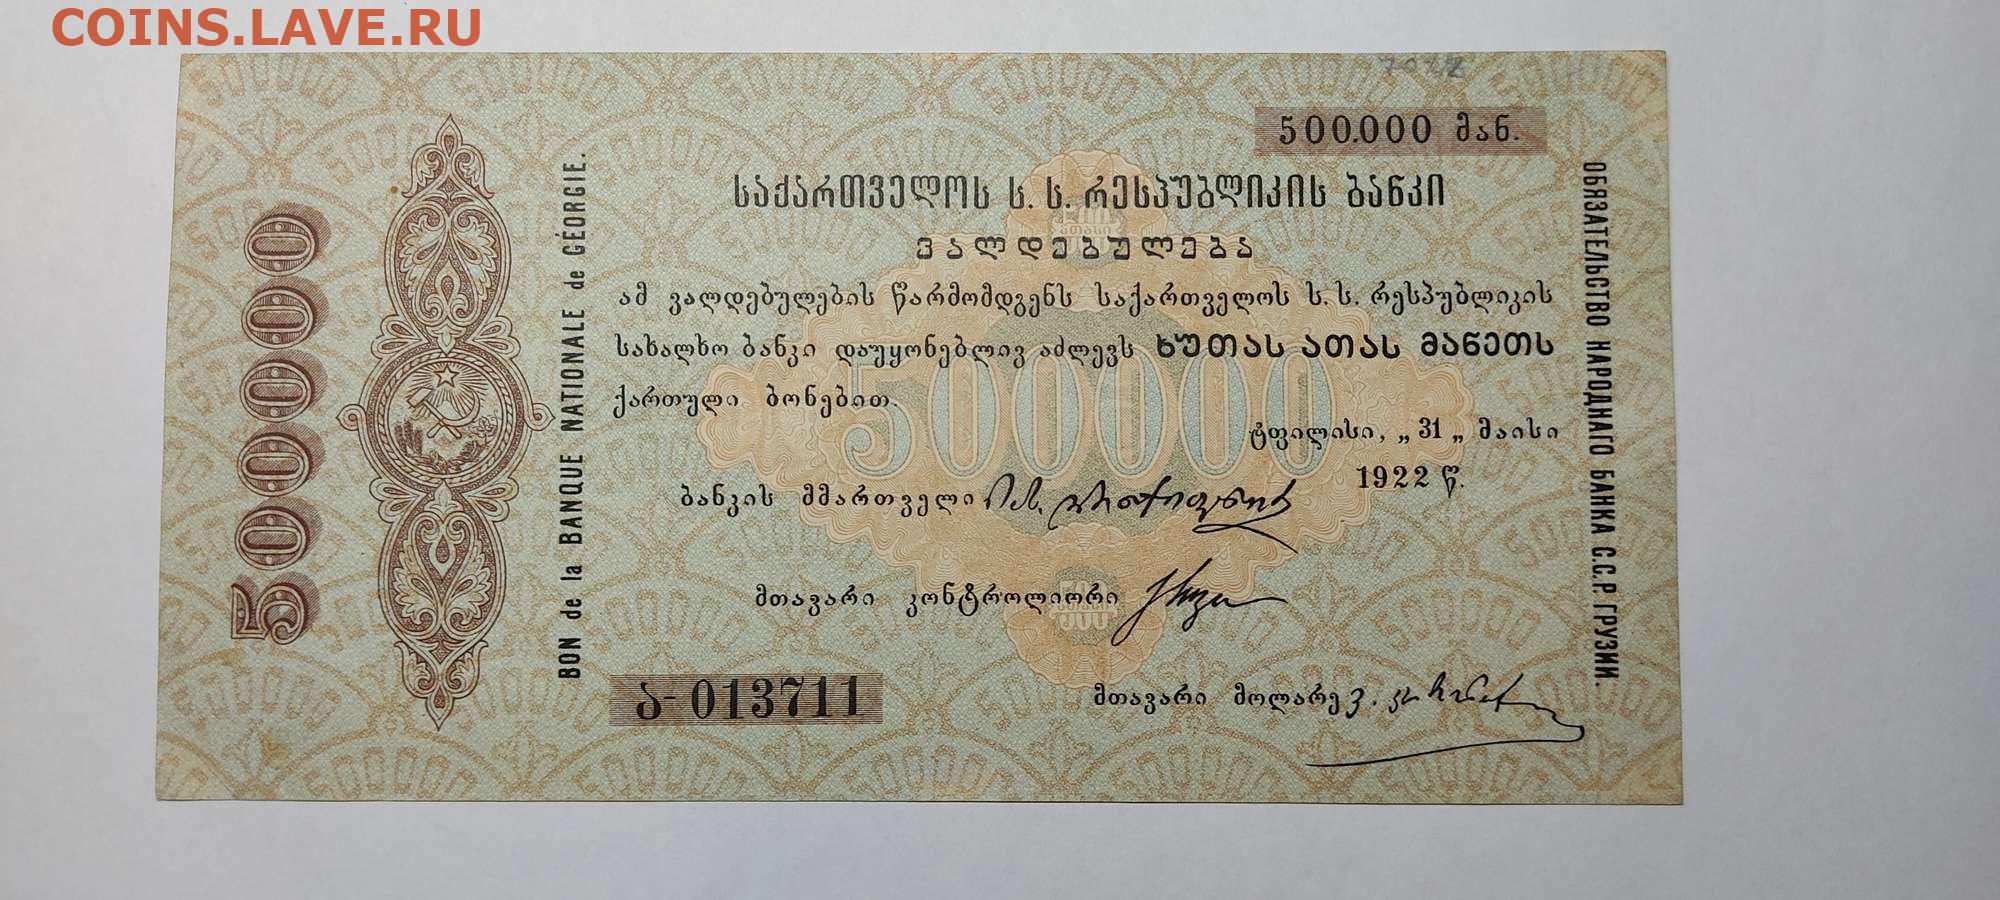 COINS.LAVE.RU
500.000 მან.
საქართველოს ს. ს. რესპუბლიკის ბანკი
ვალდებულება
ამ ვალდებულების წარმომდგენს საქართველოს ს. ს. რესპუბლიკის
სახალხო ბანკი დაუყონებლივ აძლევს ხუთას ათას მანეთს
ქართული ბონებით.
ტფილისი, „ 31 „ მაისი
1922 წ.
ბანკის მმართველი
მთავარი კონტროლიორი
მთავარი მოლარე
ა-013711
500000
BON de la BANQUE NATIONALE de GÉORGIE.
ОБЯЗАТЕЛЬСТВО НАРОДНАГО БАНКА С.С.Р. ГРУЗИИ.
500000